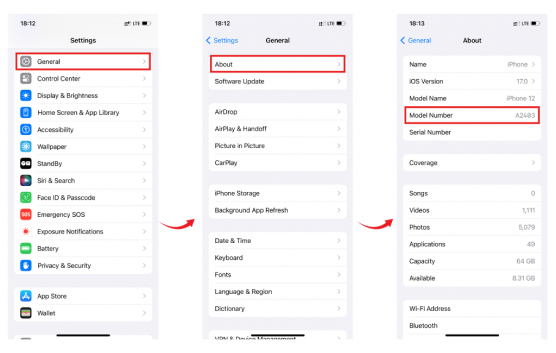 18:12
LTE
Settings
General
Control Center
Display & Brightness
Home Screen & App Library
Accessibility
Wallpaper
StandBy
Siri & Search
Face ID & Passcode
SOS
Emergency SOS
Exposure Notifications
Battery
Privacy & Security
App Store
Wallet
18:12
LTE
Settings
General
About
Software Update
AirDrop
AirPlay & Handoff
Picture in Picture
CarPlay
iPhone Storage
Background App Refresh
Date & Time
Keyboard
Fonts
Language & Region
Dictionary
VPN & Device Management
18:13
LTE
General
About
Name iPhone
iOS Version 17.0
Model Name iPhone 12
Model Number A2403
Serial Number
Coverage
Songs 0
Videos 1,111
Photos 5,079
Applications 49
Capacity 64 GB
Available 8.31 GB
Wi-Fi Address
Bluetooth